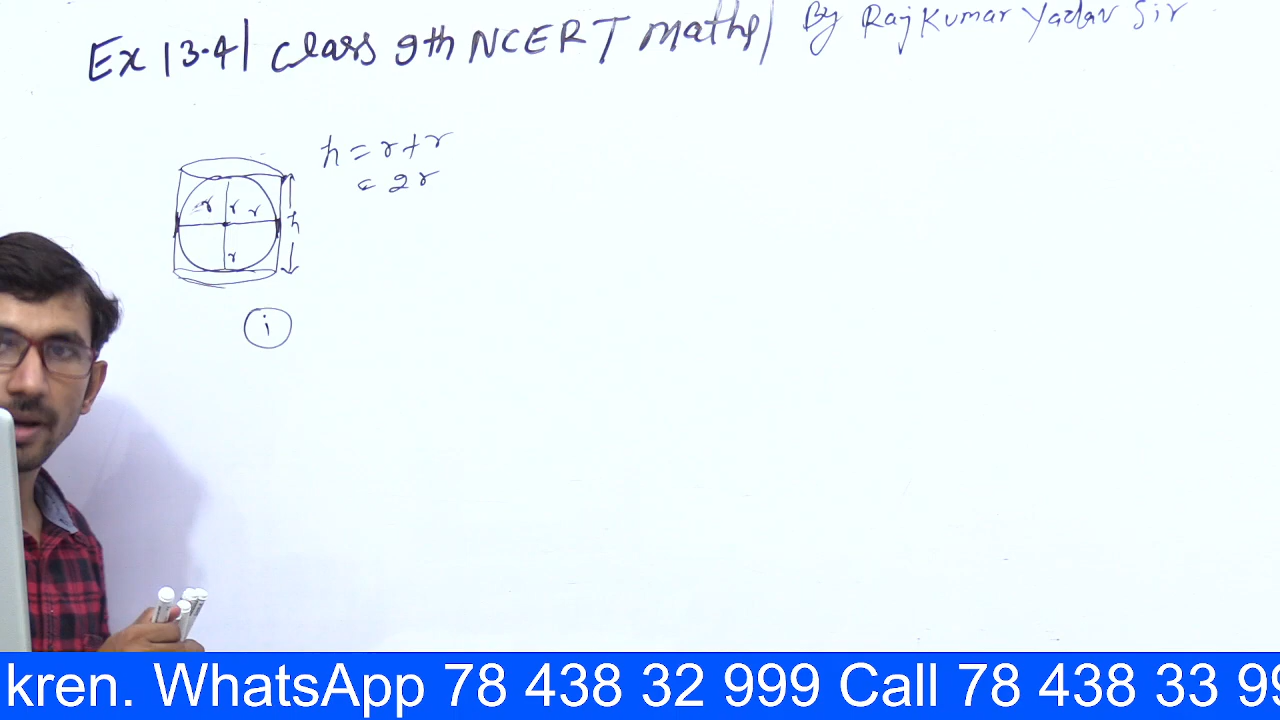 Ex 13.4| Class 9th NCERT maths| By Raj Kumar Yadav Sir
h = r + r
= 2r
r r r
h
r
i
kren. WhatsApp 78 438 32 999 Call 78 438 33 99